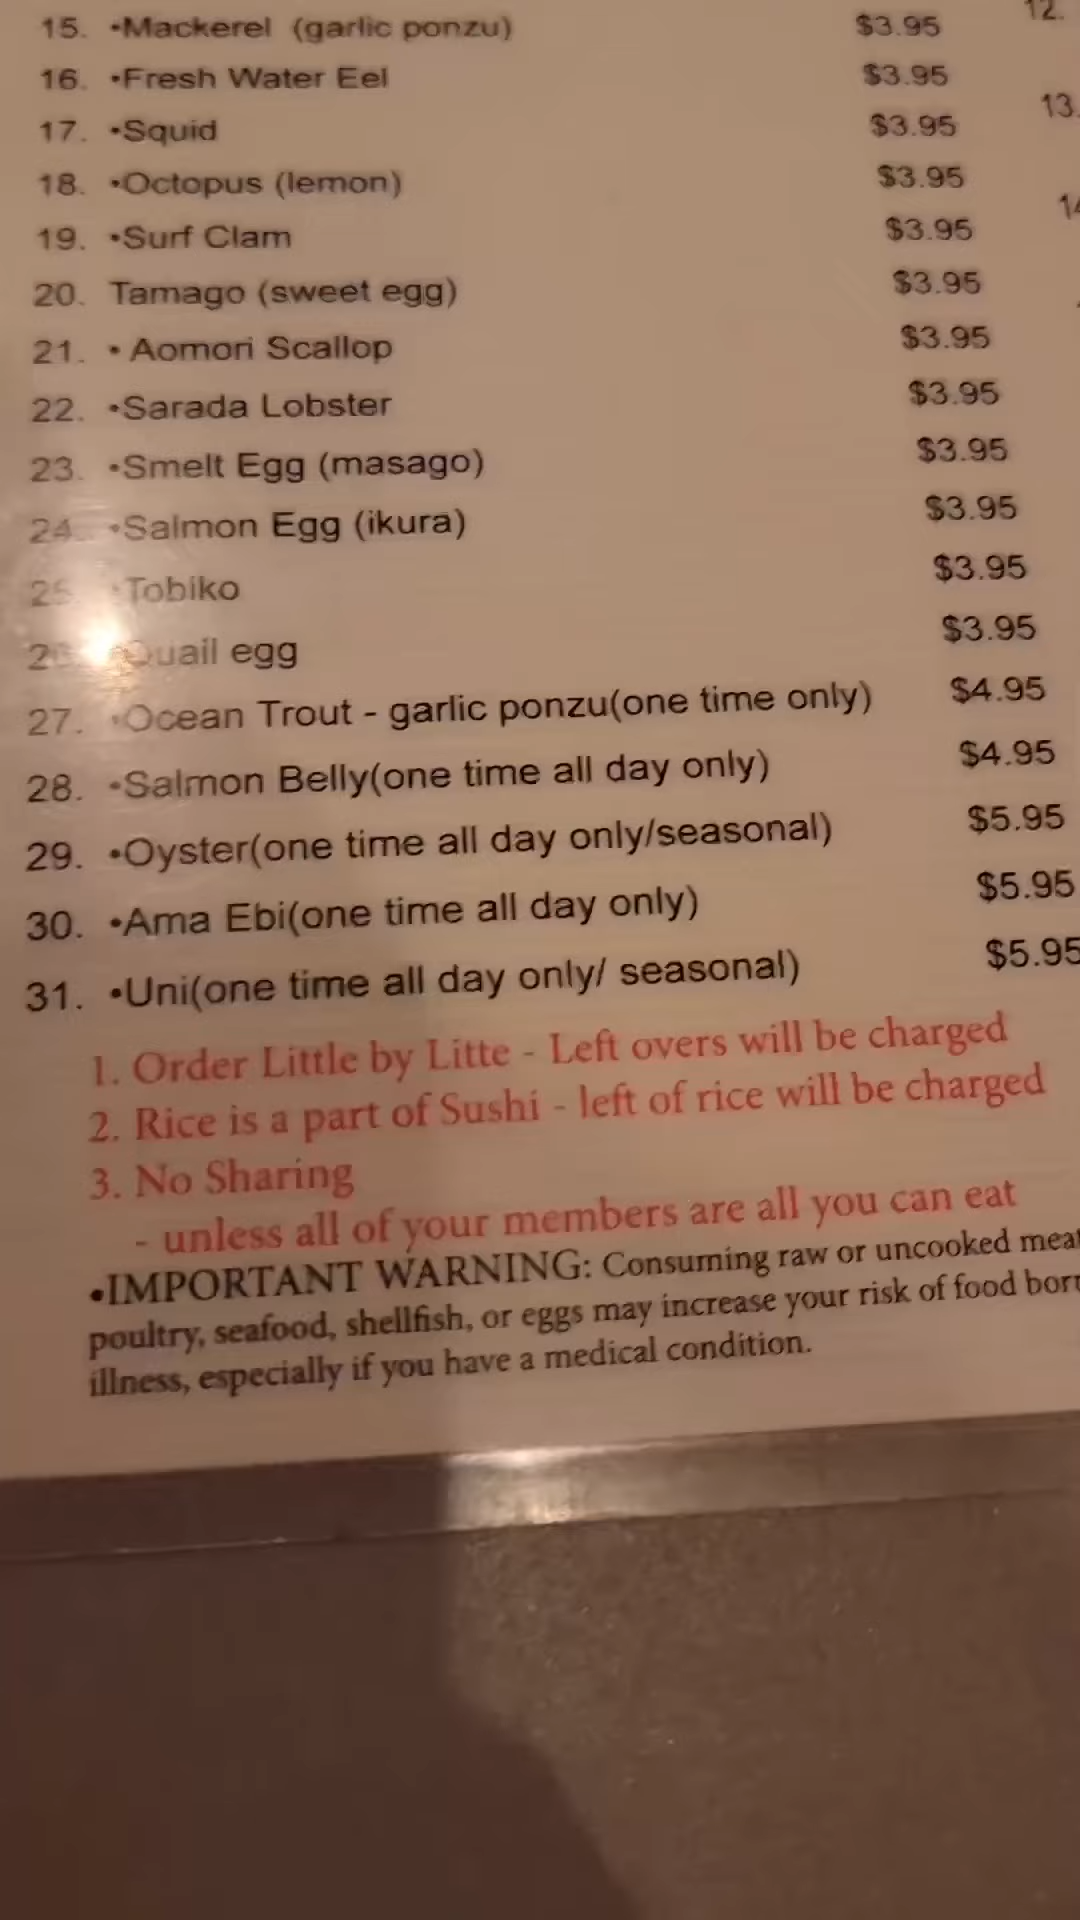 15. •Mackerel (garlic ponzu) $3.95 12.
16. •Fresh Water Eel $3.95
17. •Squid $3.95 13.
18. •Octopus (lemon) $3.95
19. •Surf Clam $3.95 14
20. Tamago (sweet egg) $3.95
21. • Aomori Scallop $3.95
22. •Sarada Lobster $3.95
23. •Smelt Egg (masago) $3.95
24. •Salmon Egg (ikura) $3.95
25. •Tobiko $3.95
26. •Quail egg $3.95
27. •Ocean Trout - garlic ponzu(one time only) $4.95
28. •Salmon Belly(one time all day only) $4.95
29. •Oyster(one time all day only/seasonal) $5.95
30. •Ama Ebi(one time all day only) $5.95
31. •Uni(one time all day only/ seasonal) $5.95
1. Order Little by Litte - Left overs will be charged
2. Rice is a part of Sushi - left of rice will be charged
3. No Sharing
- unless all of your members are all you can eat
•IMPORTANT WARNING: Consuming raw or uncooked meat
poultry, seafood, shellfish, or eggs may increase your risk of food born
illness, especially if you have a medical condition.